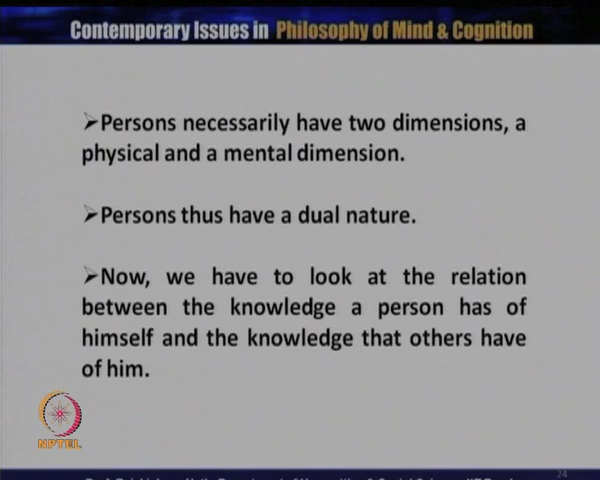 Contemporary Issues in Philosophy of Mind & Cognition
➢Persons necessarily have two dimensions, a
physical and a mental dimension.
➢Persons thus have a dual nature.
➢Now, we have to look at the relation
between the knowledge a person has of
himself and the knowledge that others have
of him.
NPTEL
24